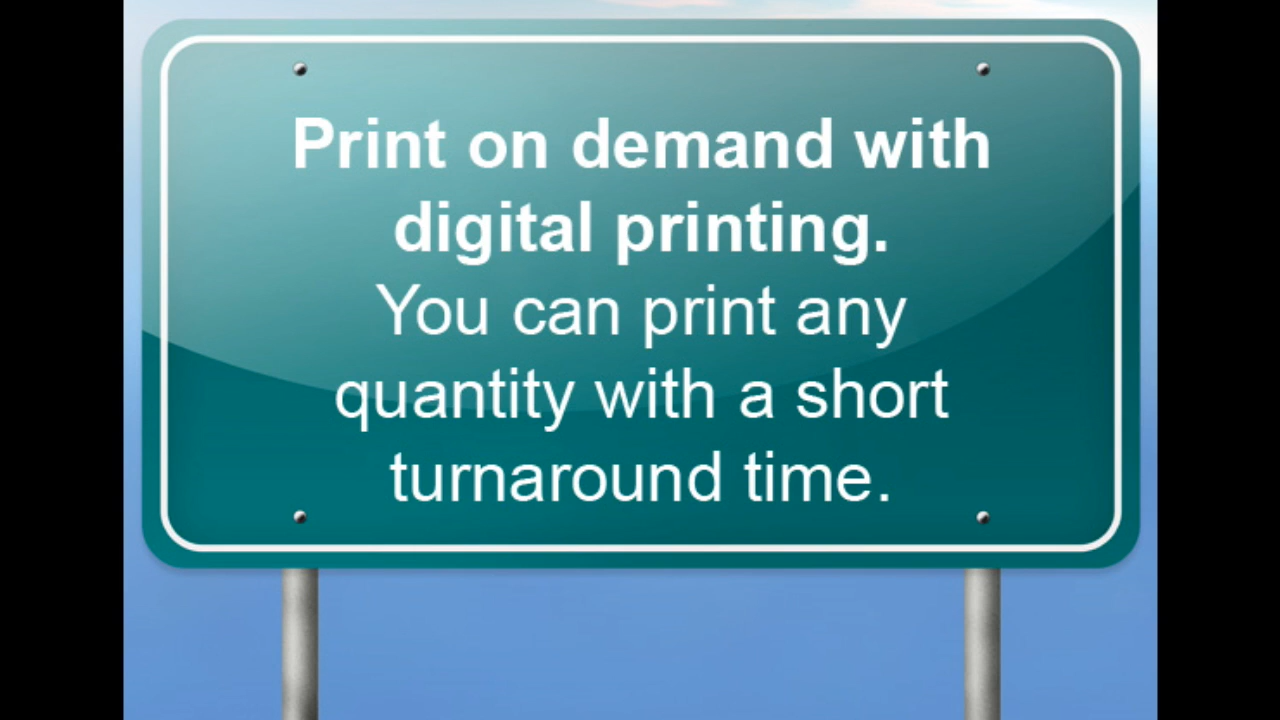 Print on demand with
digital printing.
You can print any
quantity with a short
turnaround time.